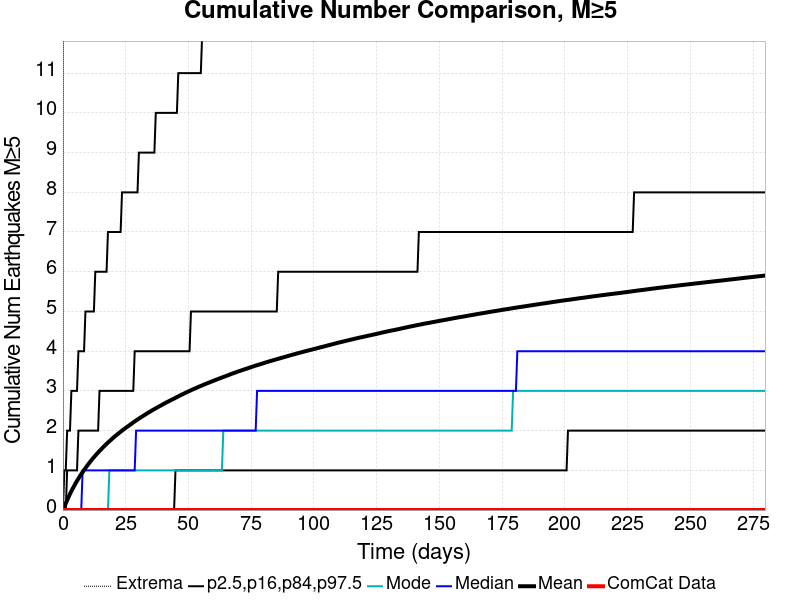 Cumulative Number Comparison, M≥5
Cumulative Num Earthquakes M≥5
11
10
9
8
7
6
5
4
3
2
1
0
0 25 50 75 100 125 150 175 200 225 250 275
Time (days)
Extrema p2.5,p16,p84,p97.5 Mode Median Mean ComCat Data